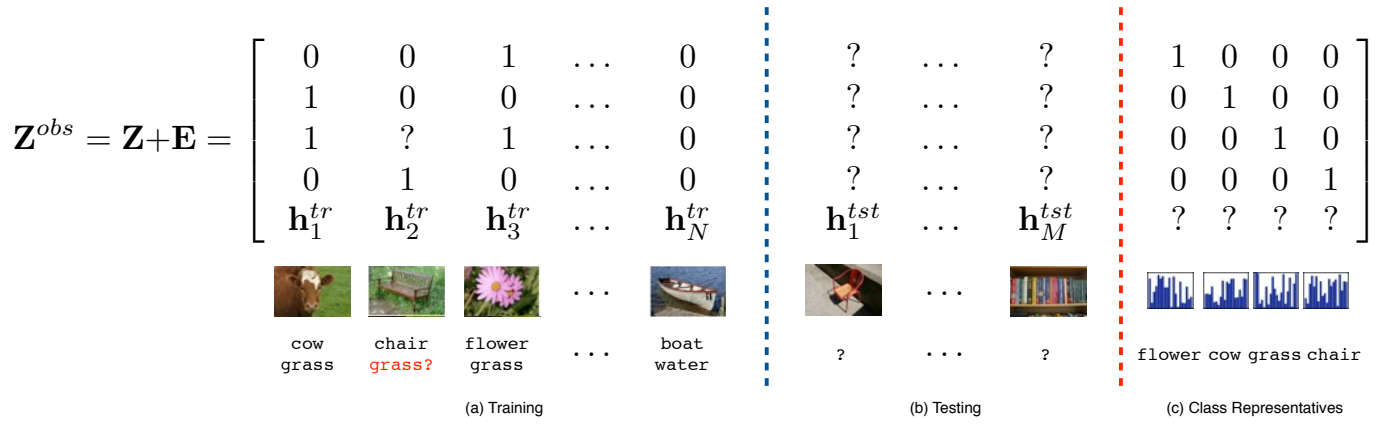 0 0 1 ... 0 ? ... ? 1 0 0 0
1 0 0 ... 0 ? ... ? 0 1 0 0
Z^{obs} = Z+E = 1 ? 1 ... 0 ? ... ? 0 0 1 0
0 1 0 ... 0 ? ... ? 0 0 0 1
h_1^{tr} h_2^{tr} h_3^{tr} ... h_N^{tr} h_1^{tst} ... h_M^{tst} ? ? ? ?
...  ...
cow chair flower ... boat ? ... ? flower cow grass chair
grass grass? grass water
(a) Training (b) Testing (c) Class Representatives